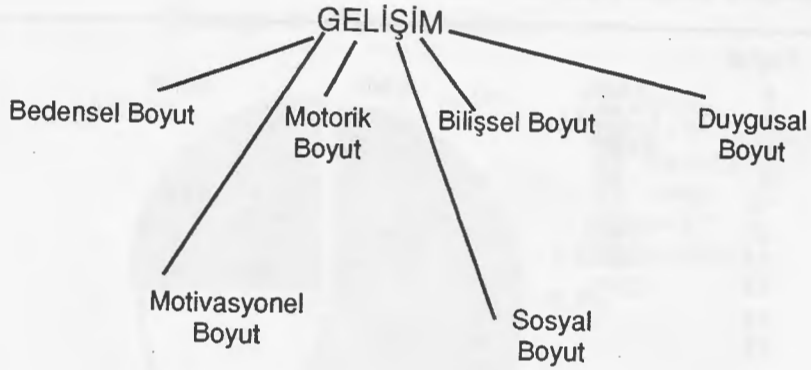 GELİŞİM
Bedensel Boyut
Motorik
Boyut
Bilişsel Boyut
Duygusal
Boyut
Motivasyonel
Boyut
Sosyal
Boyut